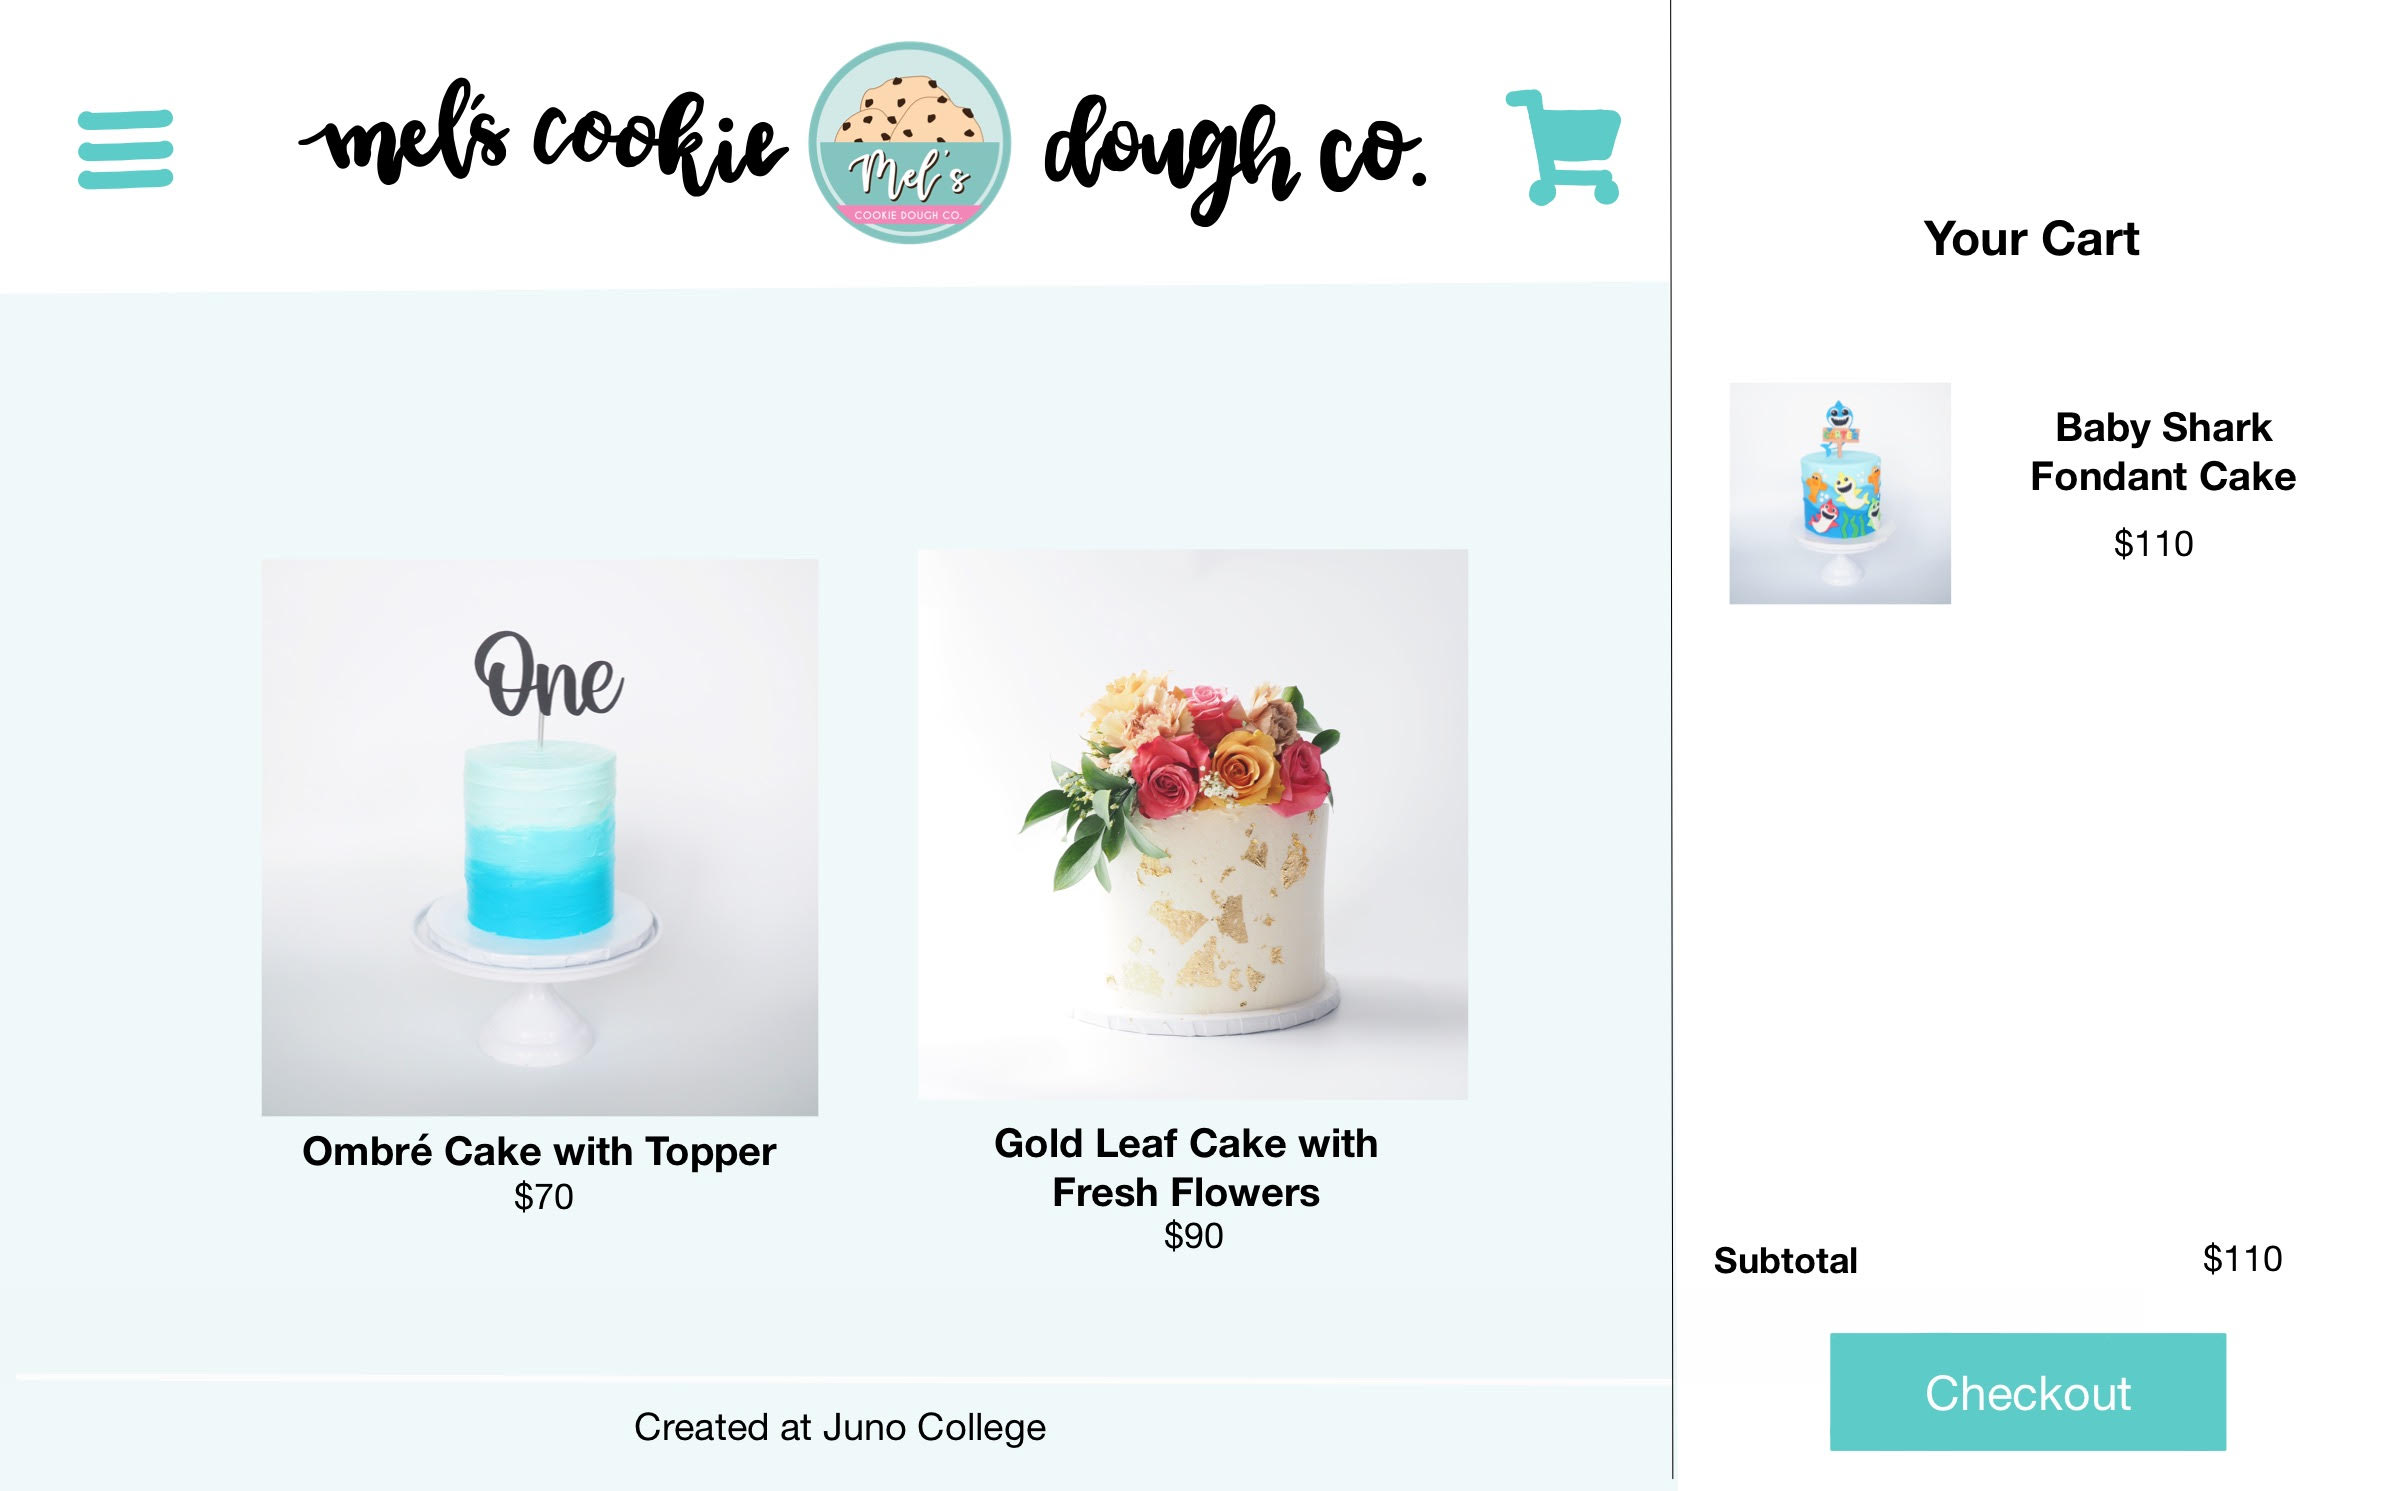 mel's cookie
Mel's
COOKIE DOUGH CO.
dough co.
One
Ombré Cake with Topper
$70
Gold Leaf Cake with
Fresh Flowers
$90
Created at Juno College
Your Cart
Baby Shark
Fondant Cake
$110
Subtotal
$110
Checkout